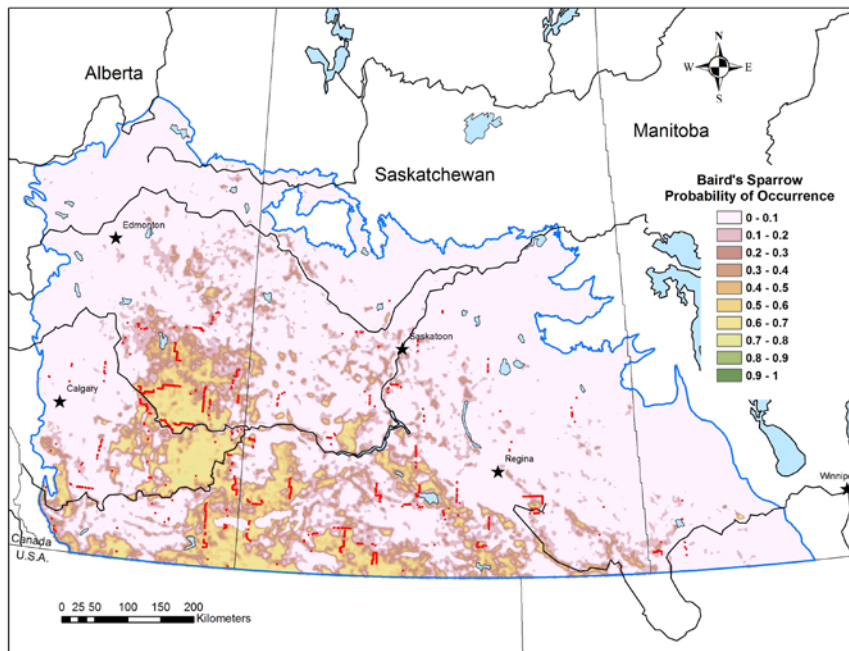 Alberta
N
W E
S
Manitoba
Saskatchewan
Baird's Sparrow
Probability of Occurrence
0 - 0.1
0.1 - 0.2
0.2 - 0.3
0.3 - 0.4
0.4 - 0.5
0.5 - 0.6
0.6 - 0.7
0.7 - 0.8
0.8 - 0.9
0.9 - 1
Edmonton
Saskatoon
Calgary
Regina
Winnipe
Canada
U.S.A.
0 25 50 100 150 200
Kilometers